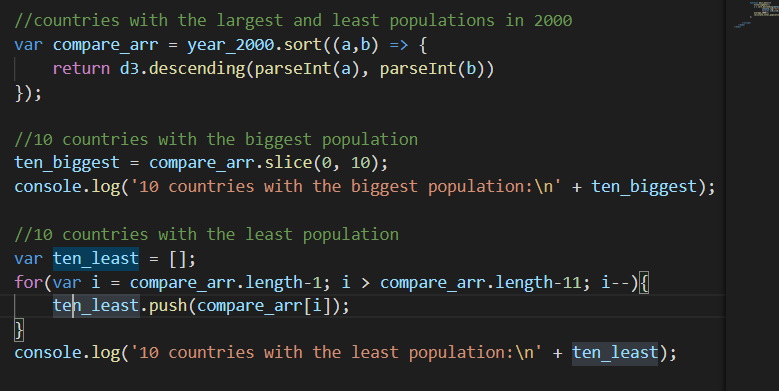 //countries with the largest and least populations in 2000
var compare_arr = year_2000.sort((a,b) => {
    return d3.descending(parseInt(a), parseInt(b))
});
//10 countries with the biggest population
ten_biggest = compare_arr.slice(0, 10);
console.log('10 countries with the biggest population:\n' + ten_biggest);
//10 countries with the least population
var ten_least = [];
for(var i = compare_arr.length-1; i > compare_arr.length-11; i--){
    ten_least.push(compare_arr[i]);
}
console.log('10 countries with the least population:\n' + ten_least);